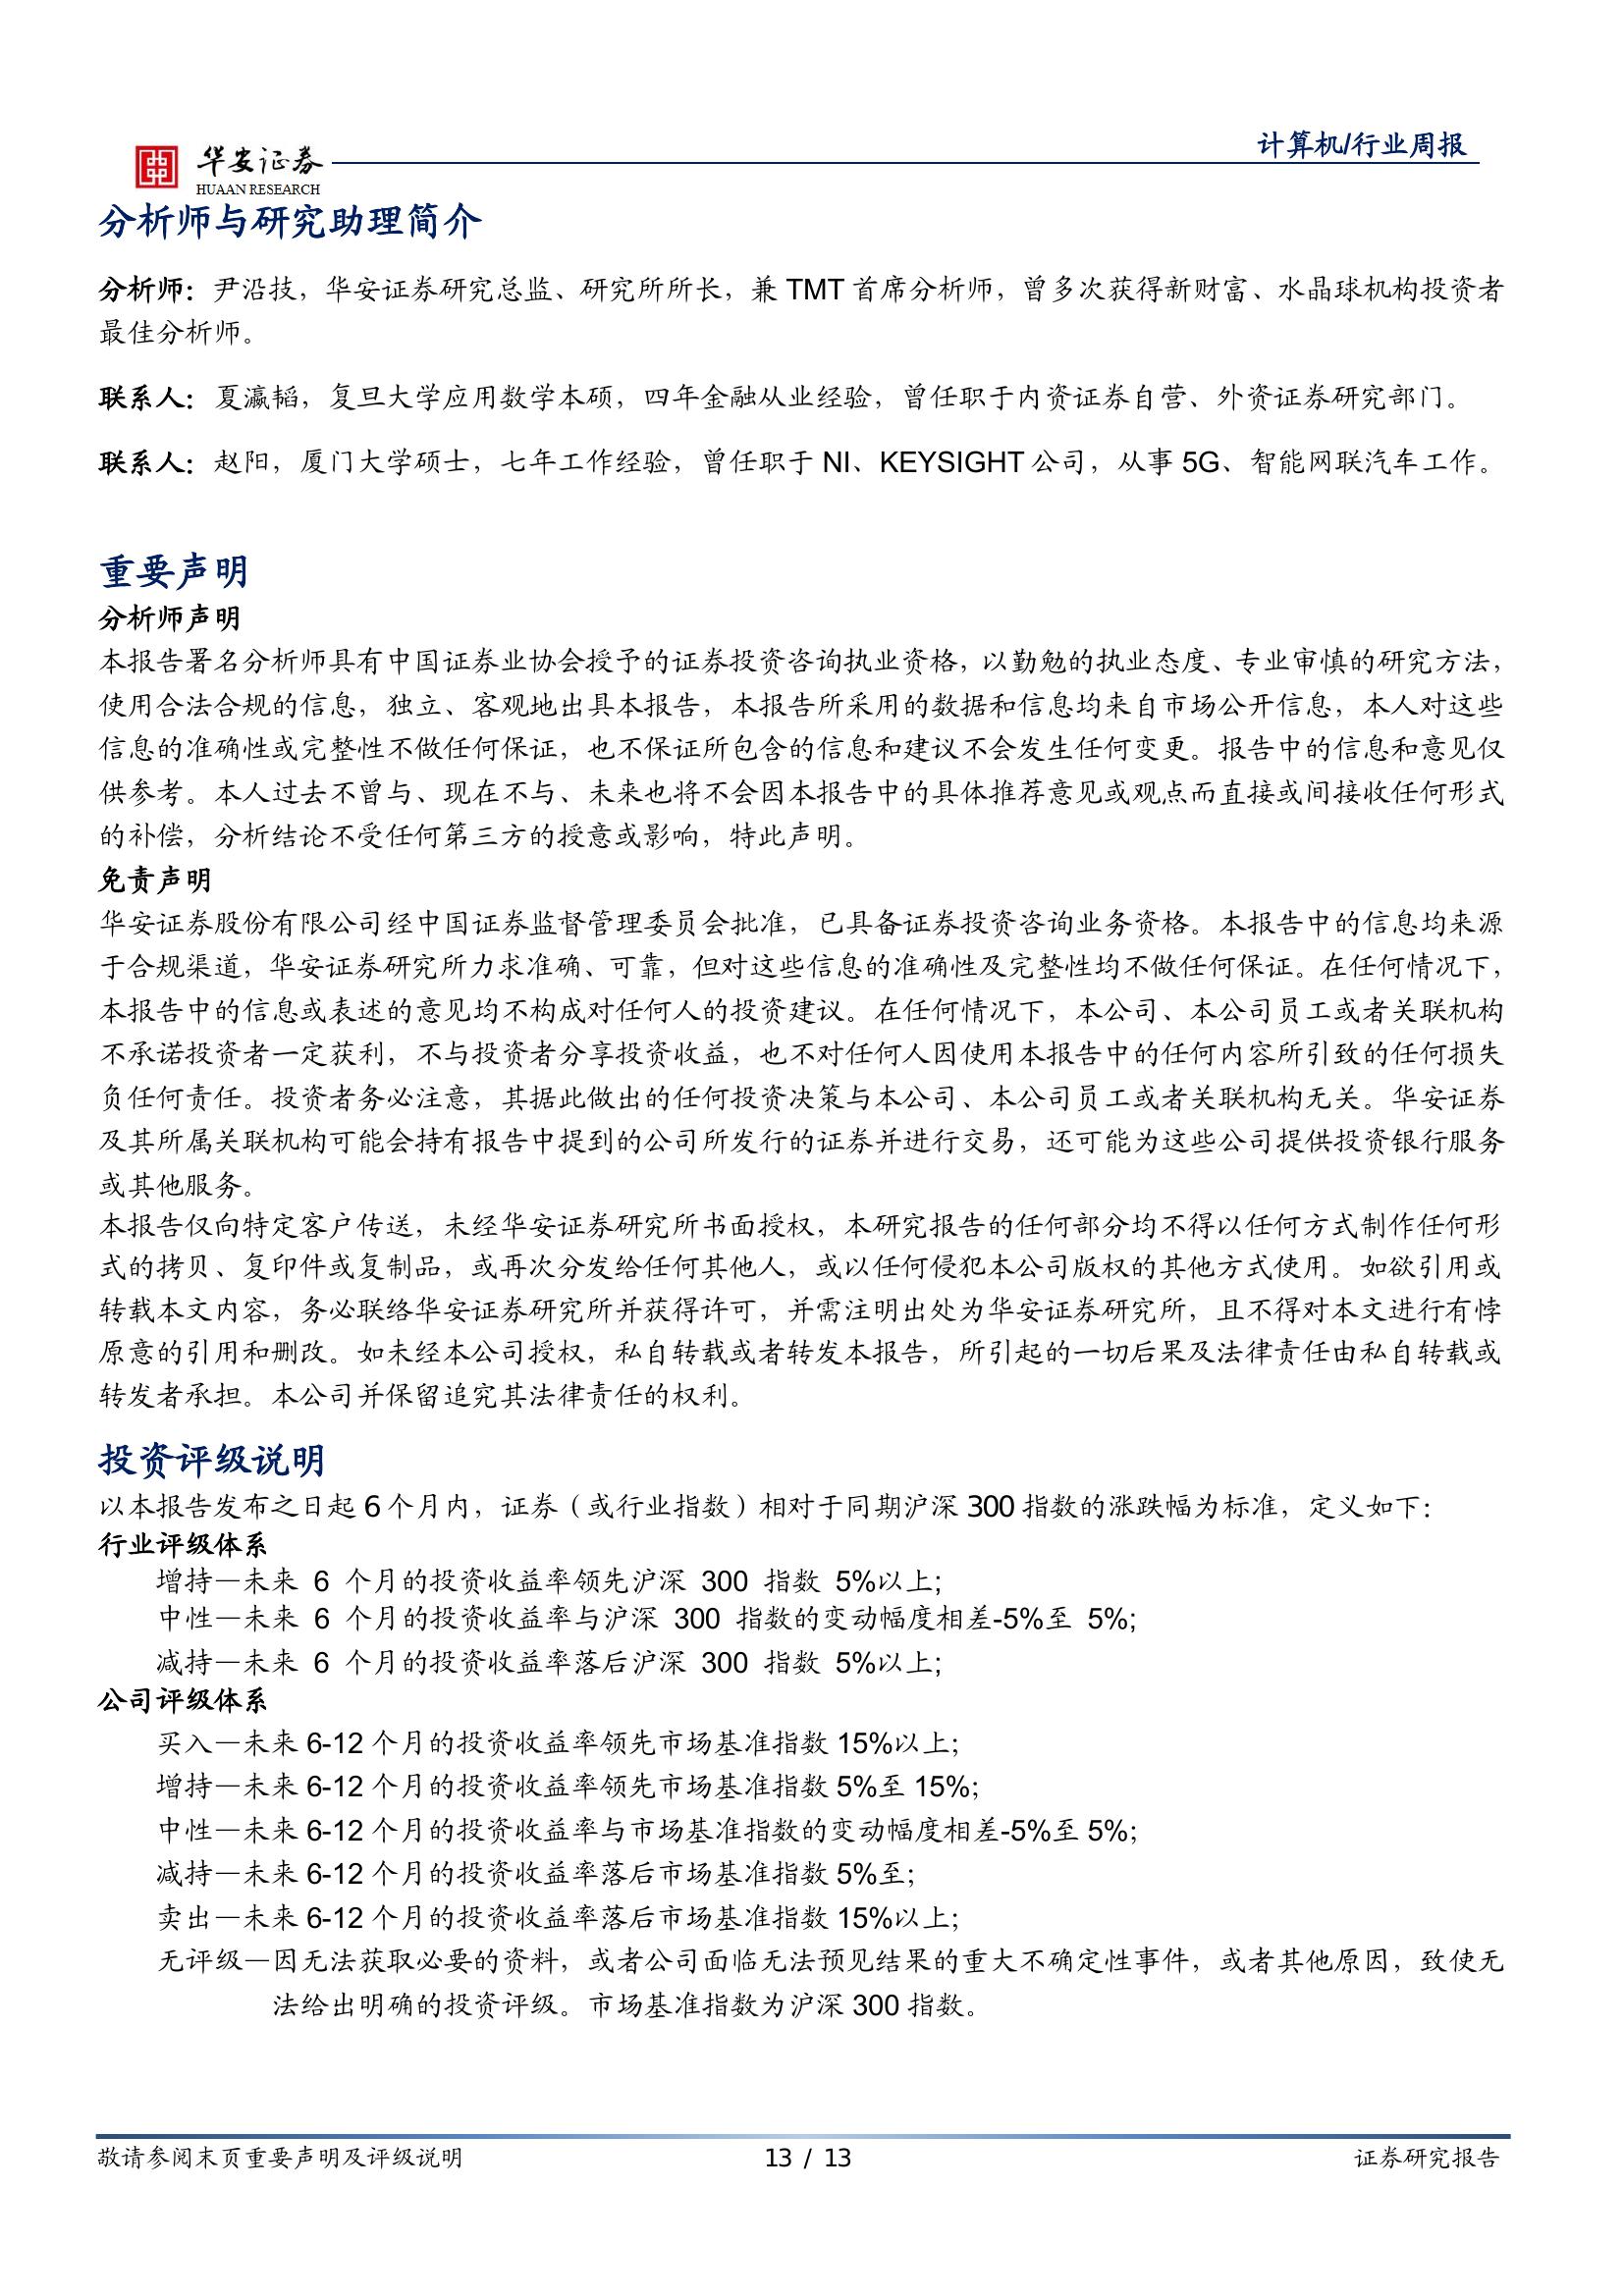 华安证券
HUAAN RESEARCH
计算机/行业周报
分析师与研究助理简介
分析师：尹沿技，华安证券研究总监、研究所所长，兼 TMT 首席分析师，曾多次获得新财富、水晶球机构投资者
最佳分析师。
联系人：夏瀛韬，复旦大学应用数学本硕，四年金融从业经验，曾任职于内资证券自营、外资证券研究部门。
联系人：赵阳，厦门大学硕士，七年工作经验，曾任职于 NI、KEYSIGHT 公司，从事 5G、智能网联汽车工作。
重要声明
分析师声明
本报告署名分析师具有中国证券业协会授予的证券投资咨询执业资格，以勤勉的执业态度、专业审慎的研究方法，
使用合法合规的信息，独立、客观地出具本报告，本报告所采用的数据和信息均来自市场公开信息，本人对这些
信息的准确性或完整性不做任何保证，也不保证所包含的信息和建议不会发生任何变更。报告中的信息和意见仅
供参考。本人过去不曾与、现在不与、未来也将不会因本报告中的具体推荐意见或观点而直接或间接收任何形式
的补偿，分析结论不受任何第三方的授意或影响，特此声明。
免责声明
华安证券股份有限公司经中国证券监督管理委员会批准，已具备证券投资咨询业务资格。本报告中的信息均来源
于合规渠道，华安证券研究所力求准确、可靠，但对这些信息的准确性及完整性均不做任何保证。在任何情况下，
本报告中的信息或表述的意见均不构成对任何人的投资建议。在任何情况下，本公司、本公司员工或者关联机构
不承诺投资者一定获利，不与投资者分享投资收益，也不对任何人因使用本报告中的任何内容所引致的任何损失
负任何责任。投资者务必注意，其据此做出的任何投资决策与本公司、本公司员工或者关联机构无关。华安证券
及其所属关联机构可能会持有报告中提到的公司所发行的证券并进行交易，还可能为这些公司提供投资银行服务
或其他服务。
本报告仅向特定客户传送，未经华安证券研究所书面授权，本研究报告的任何部分均不得以任何方式制作任何形
式的拷贝、复印件或复制品，或再次分发给任何其他人，或以任何侵犯本公司版权的其他方式使用。如欲引用或
转载本文内容，务必联络华安证券研究所并获得许可，并需注明出处为华安证券研究所，且不得对本文进行有悖
原意的引用和删改。如未经本公司授权，私自转载或者转发本报告，所引起的一切后果及法律责任由私自转载或
转发者承担。本公司并保留追究其法律责任的权利。
投资评级说明
以本报告发布之日起 6 个月内，证券（或行业指数）相对于同期沪深 300 指数的涨跌幅为标准，定义如下：
行业评级体系
增持—未来 6 个月的投资收益率领先沪深 300 指数 5%以上;
中性—未来 6 个月的投资收益率与沪深 300 指数的变动幅度相差-5%至 5%;
减持—未来 6 个月的投资收益率落后沪深 300 指数 5%以上;
公司评级体系
买入—未来 6-12 个月的投资收益率领先市场基准指数 15%以上;
增持—未来 6-12 个月的投资收益率领先市场基准指数 5%至 15%;
中性—未来 6-12 个月的投资收益率与市场基准指数的变动幅度相差-5%至 5%;
减持—未来 6-12 个月的投资收益率落后市场基准指数 5%至;
卖出—未来 6-12 个月的投资收益率落后市场基准指数 15%以上;
无评级—因无法获取必要的资料，或者公司面临无法预见结果的重大不确定性事件，或者其他原因，致使无
法给出明确的投资评级。市场基准指数为沪深 300 指数。
敬请参阅末页重要声明及评级说明
13 / 13
证券研究报告